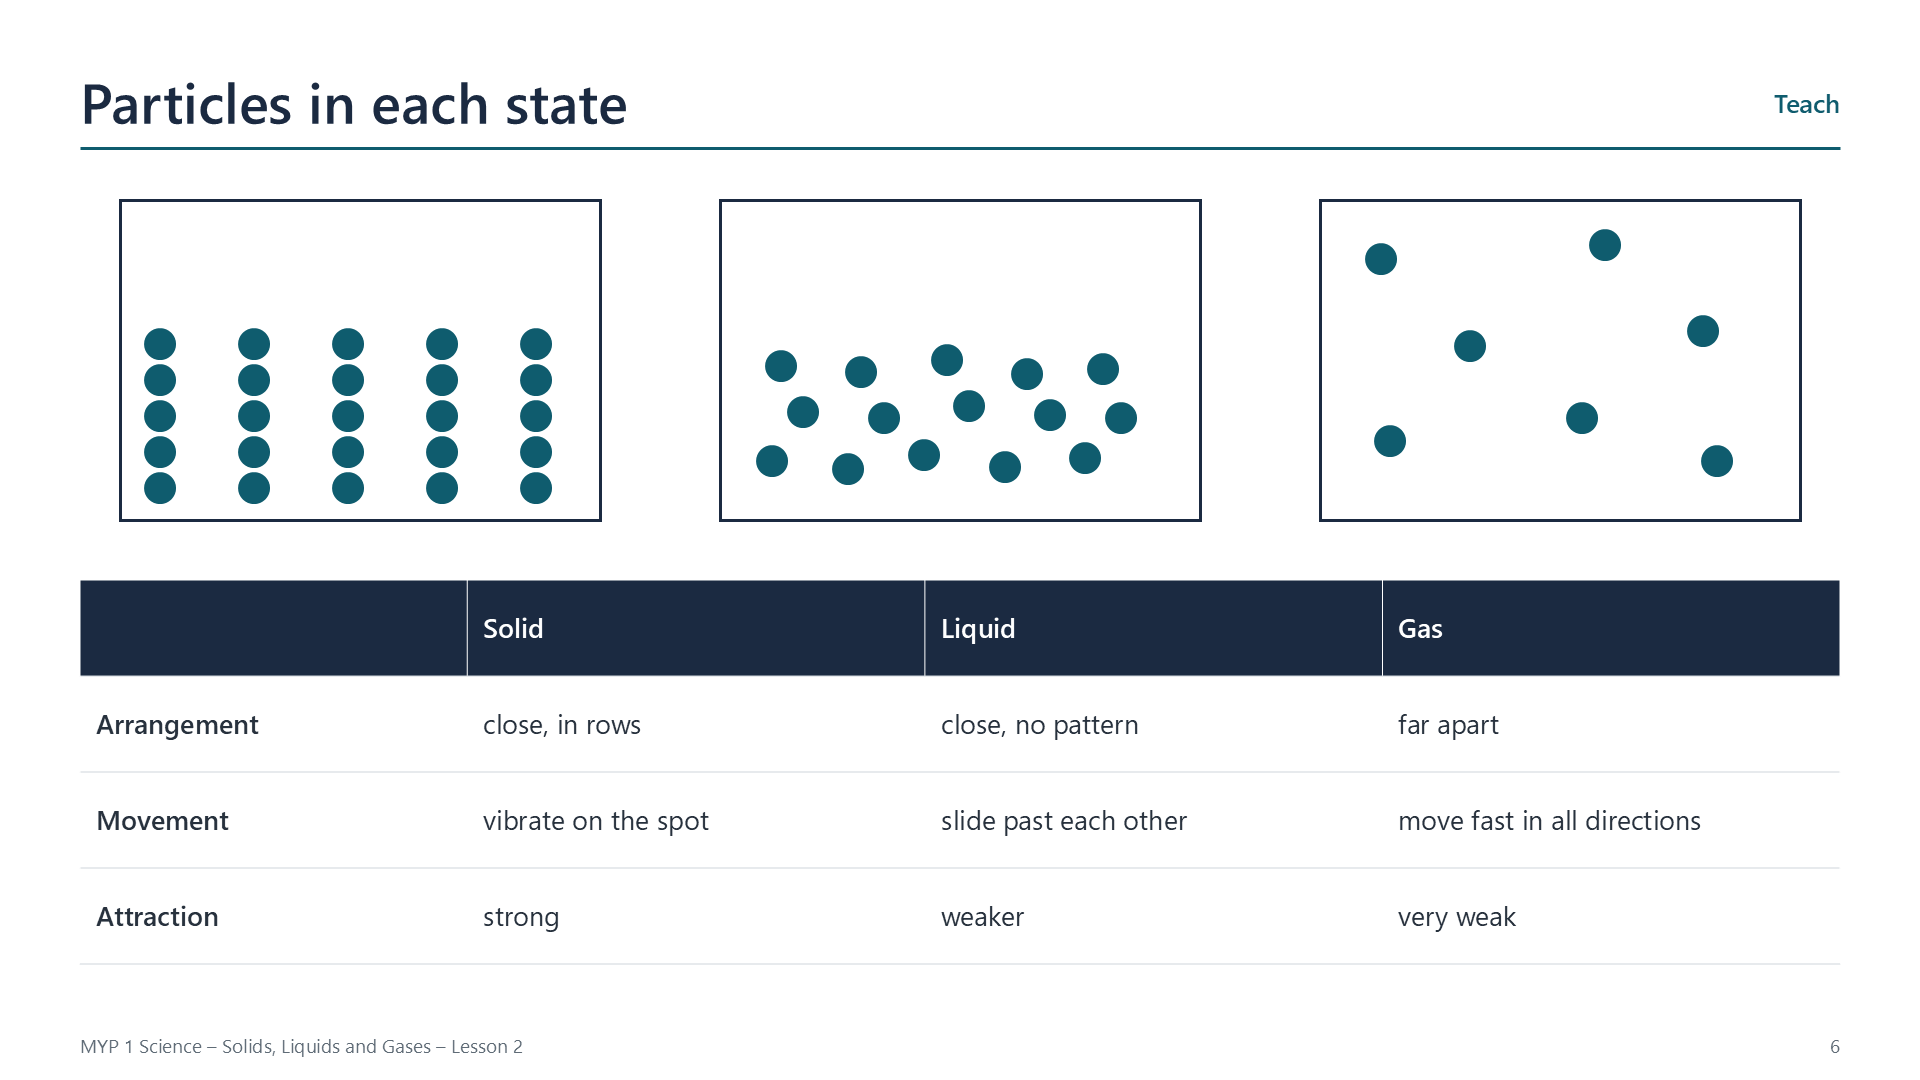 Particles in each state
Teach
Solid Liquid Gas
Arrangement close, in rows close, no pattern far apart
Movement vibrate on the spot slide past each other move fast in all directions
Attraction strong weaker very weak
MYP 1 Science – Solids, Liquids and Gases – Lesson 2
6